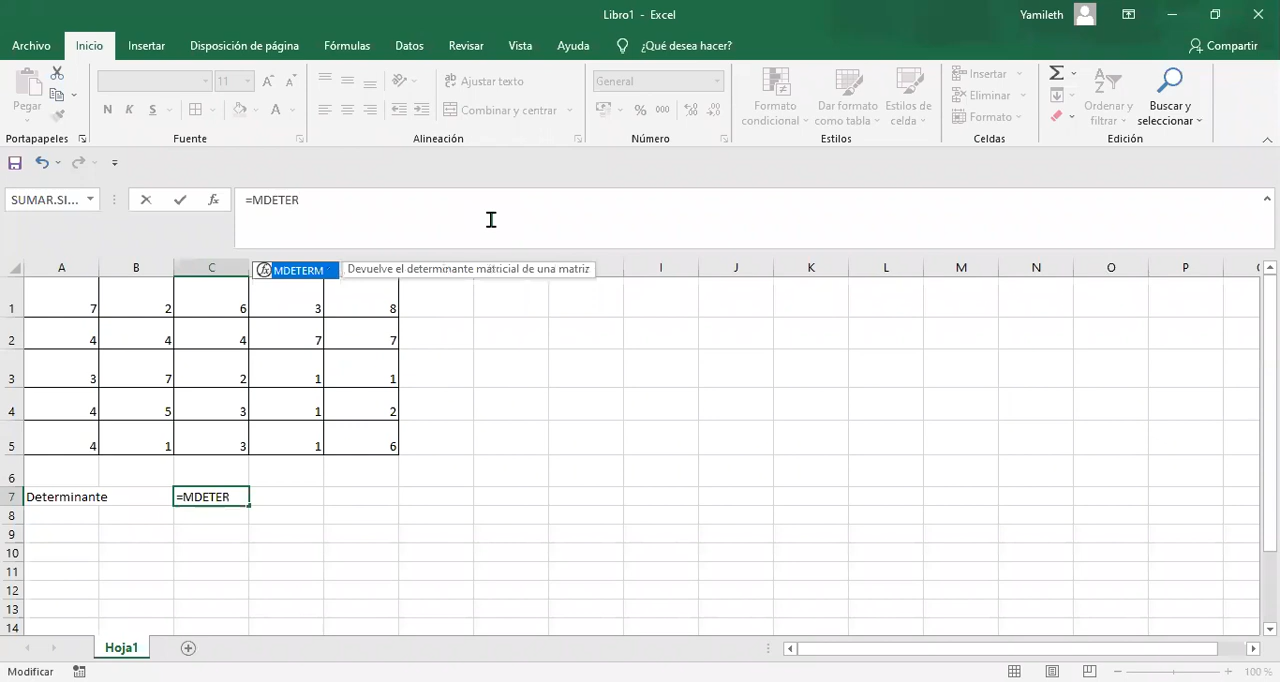 Libro1 - Excel
Yamileth
Archivo Inicio Insertar Disposición de página Fórmulas Datos Revisar Vista Ayuda ¿Qué desea hacer? Compartir
Pegar
Portapapeles
11
N K S
Fuente
Ajustar texto
Combinar y centrar
Alineación
General
% 000
Número
Formato
condicional
Dar formato
como tabla
Estilos de
celda
Estilos
Insertar
Eliminar
Formato
Celdas
Ordenar y
filtrar
Buscar y
seleccionar
Edición
SUMAR.SI... fx =MDETER
A B C I J K L M N O P
MDETERM Devuelve el determinante matricial de una matriz
1 7 2 6 3 8
2 4 4 4 7 7
3 3 7 2 1 1
4 4 5 3 1 2
5 4 1 3 1 6
6
7 Determinante =MDETER
8
9
10
11
12
13
14
Hoja1
Modificar 100 %